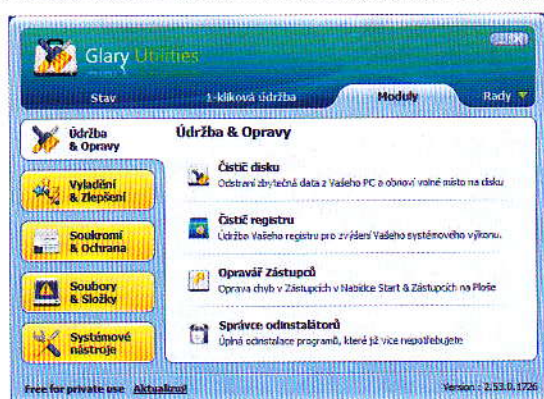 Glary Utilities
Stav
1-kliková údržba
Moduly
Rady
Údržba
& Opravy
Vyladění
& Zlepšení
Soukromí
& Ochrana
Soubory
& Složky
Systémové
nástroje
Údržba & Opravy
Čistič disku
Odstraní zbytečná data z Vašeho PC a obnoví volné místo na disku
Čistič registru
Údržba Vašeho registru pro zvýšení Vašeho systémového výkonu.
Opravář Zástupců
Oprava chyb v Zástupcích v Nabídce Start & Zástupcích na Ploše
Správce odinstalátorů
Úplná odinstalace programů, které již více nepotřebujete
Free for private use Aktualizuj!
Version : 2.53.0.1726